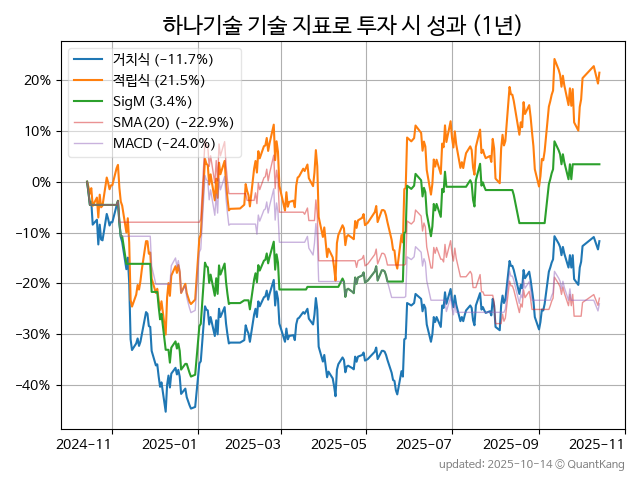 하나기술 기술 지표로 투자 시 성과 (1년)
거치식 (−11.7%)
적립식 (21.5%)
SigM (3.4%)
SMA(20) (−22.9%)
MACD (−24.0%)
20%
10%
0%
−10%
−20%
−30%
−40%
2024-11 2025-01 2025-03 2025-05 2025-07 2025-09 2025-11
updated: 2025-10-14 © QuantKang